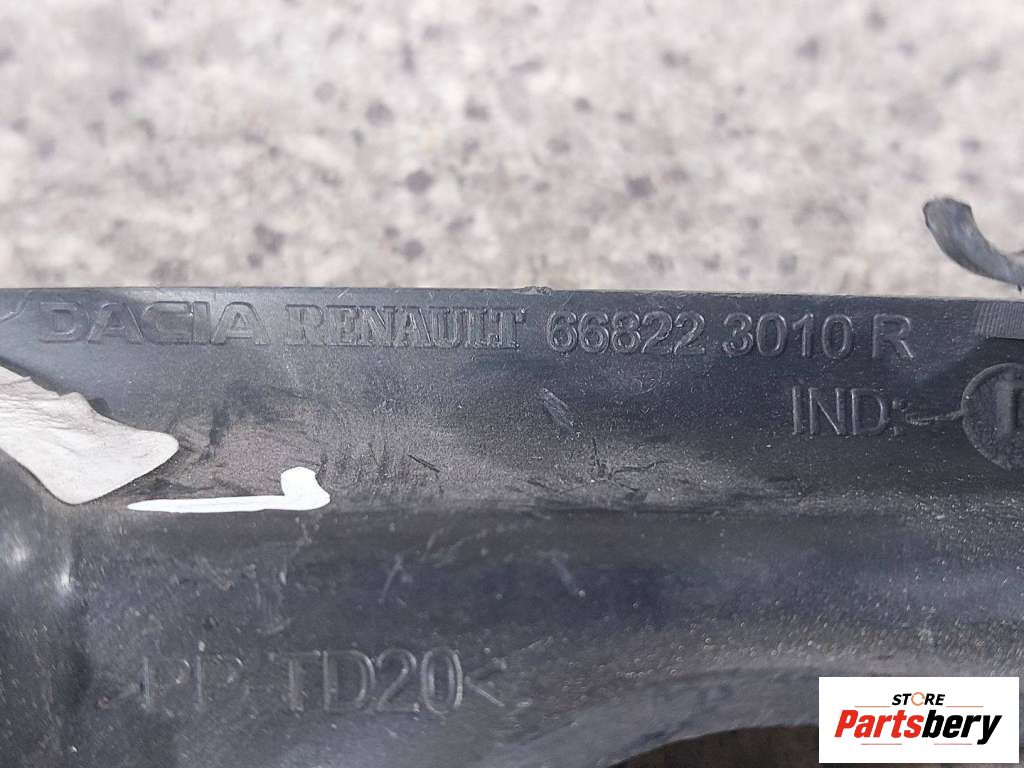 DACIA RENAULT 66822 3010 R
IND:
>PP-TD20<
STORE
Partsbery